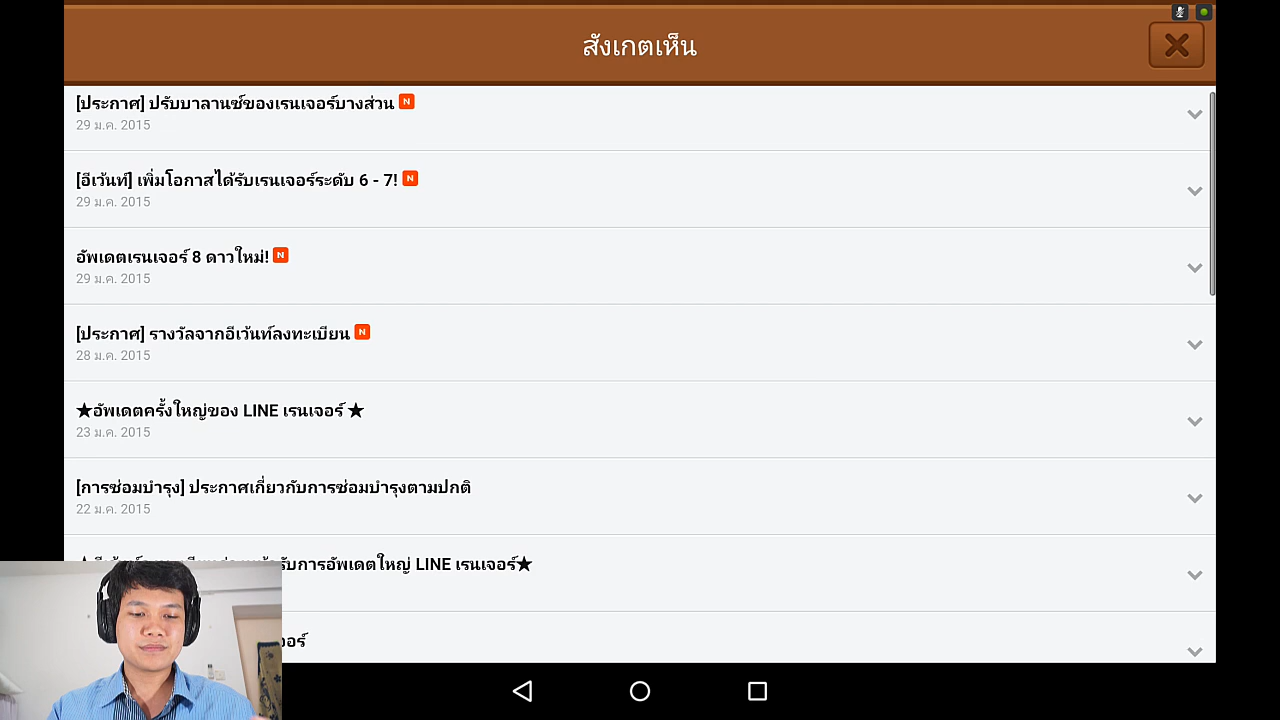 สังเกตเห็น
[ประกาศ] ปรับบาลานซ์ของเรนเจอร์บางส่วน N
29 ม.ค. 2015
[อีเว้นท์] เพิ่มโอกาสได้รับเรนเจอร์ระดับ 6 - 7! N
29 ม.ค. 2015
อัพเดตเรนเจอร์ 8 ดาวใหม่! N
29 ม.ค. 2015
[ประกาศ] รางวัลจากอีเว้นท์ลงทะเบียน N
28 ม.ค. 2015
★อัพเดตครั้งใหญ่ของ LINE เรนเจอร์ ★
23 ม.ค. 2015
[การซ่อมบำรุง] ประกาศเกี่ยวกับการซ่อมบำรุงตามปกติ
22 ม.ค. 2015
รับการอัพเดตใหญ่ LINE เรนเจอร์★